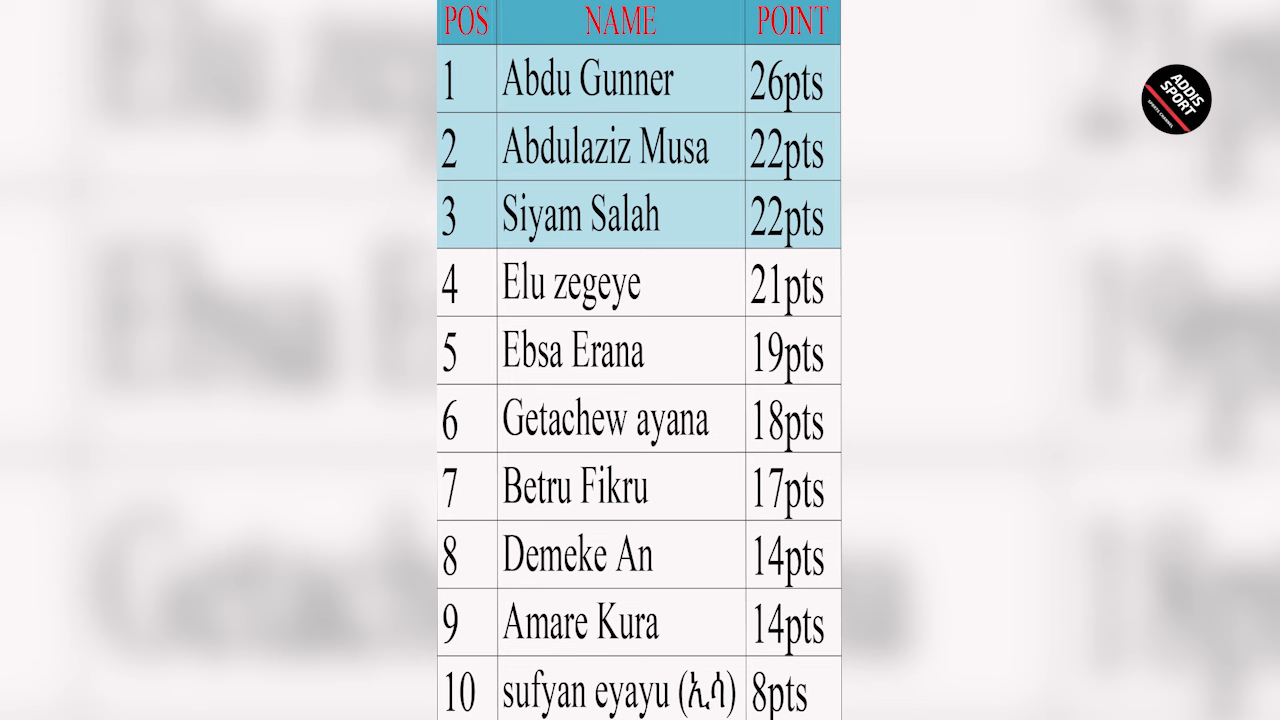 POS NAME POINT
1 Abdu Gunner 26pts
2 Abdulaziz Musa 22pts
3 Siyam Salah 22pts
4 Elu zegeye 21pts
5 Ebsa Erana 19pts
6 Getachew ayana 18pts
7 Betru Fikru 17pts
8 Demeke An 14pts
9 Amare Kura 14pts
10 sufyan eyayu (ኢሳ) 8pts
ADDIS
SPORT
SPORTS CHANNEL